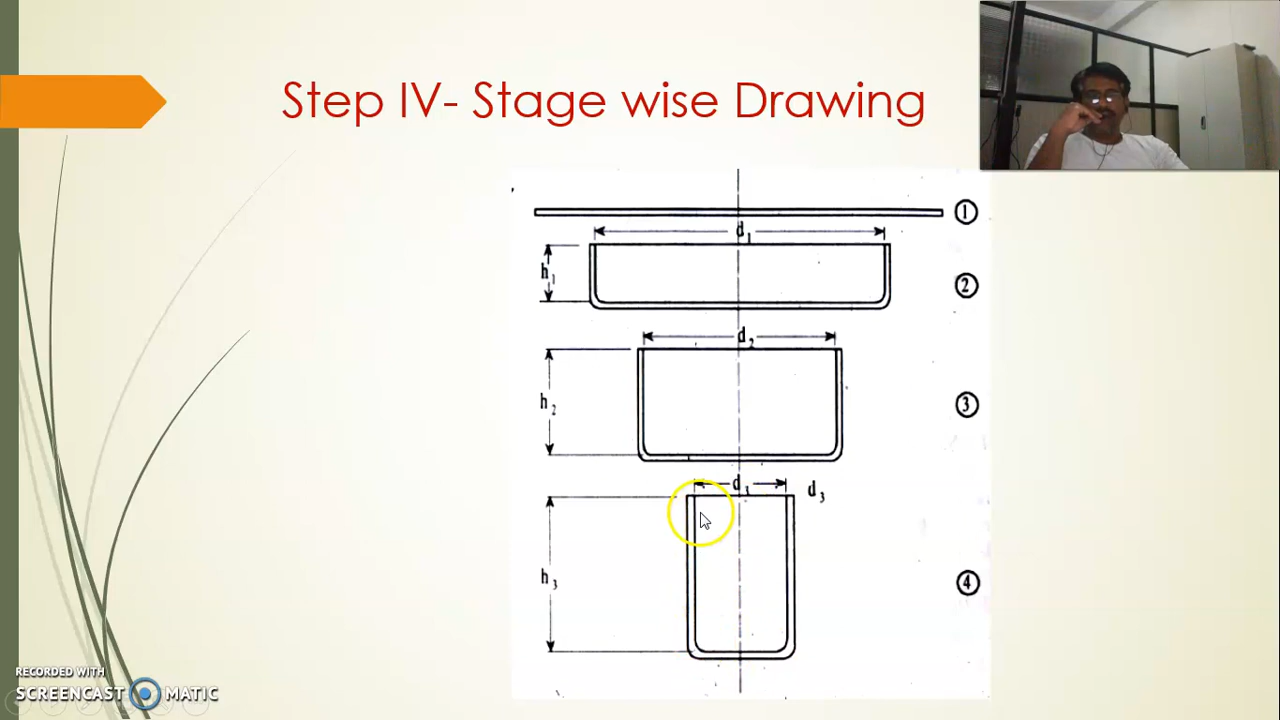 Step IV- Stage wise Drawing
1
d1
h1
2
d2
h2
3
d3
d3
h3
4
RECORDED WITH
SCREENCAST MATIC